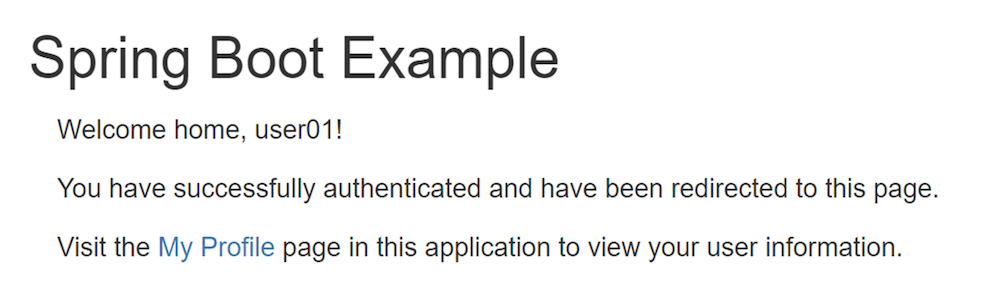 Spring Boot Example
Welcome home, user01!
You have successfully authenticated and have been redirected to this page.
Visit the My Profile page in this application to view your user information.